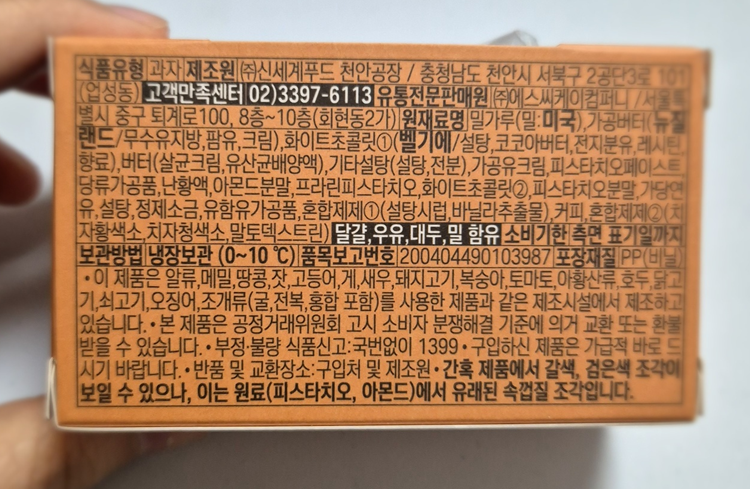 식품유형 과자 제조원 ㈜신세계푸드 천안공장 / 충청남도 천안시 서북구 2공단3로 101
(업성동) 고객만족센터 02)3397-6113 유통전문판매원 ㈜에스씨케이컴퍼니 /서울특
별시 중구 퇴계로100, 8층~10층(회현동2가) 원재료명 밀가루(밀:미국),가공버터(뉴질
랜드/무수유지방,팜유,크림),화이트초콜릿①(벨기에/설탕,코코아버터,전지분유,레시틴,
향료),버터(살균크림,유산균배양액),기타설탕(설탕,전분),가공유크림,피스타치오페이스트,
당류가공품,난황액,아몬드분말,프라린피스타치오,화이트초콜릿②,피스타치오분말,가당연
유,설탕,정제소금,유함유가공품,혼합제제①(설탕시럽,바닐라추출물),커피,혼합제제②(치
자황색소,치자청색소,말토덱스트린) 달걀,우유,대두,밀 함유 소비기한 측면 표기일까지
보관방법 냉장보관 (0~10 ℃) 품목보고번호 200404490103987 포장재질 PP(비닐)
•이 제품은 알류,메밀,땅콩,잣,고등어,게,새우,돼지고기,복숭아,토마토,아황산류,호두,닭고
기,쇠고기,오징어,조개류(굴,전복,홍합 포함)를 사용한 제품과 같은 제조시설에서 제조하고
있습니다.•본 제품은 공정거래위원회 고시 소비자 분쟁해결 기준에 의거 교환 또는 환불
받을 수 있습니다.•부정·불량 식품신고:국번없이 1399•구입하신 제품은 가급적 바로 드
시기 바랍니다.•반품 및 교환장소:구입처 및 제조원•간혹 제품에서 갈색, 검은색 조각이
보일 수 있으나, 이는 원료(피스타치오, 아몬드)에서 유래된 속껍질 조각입니다.